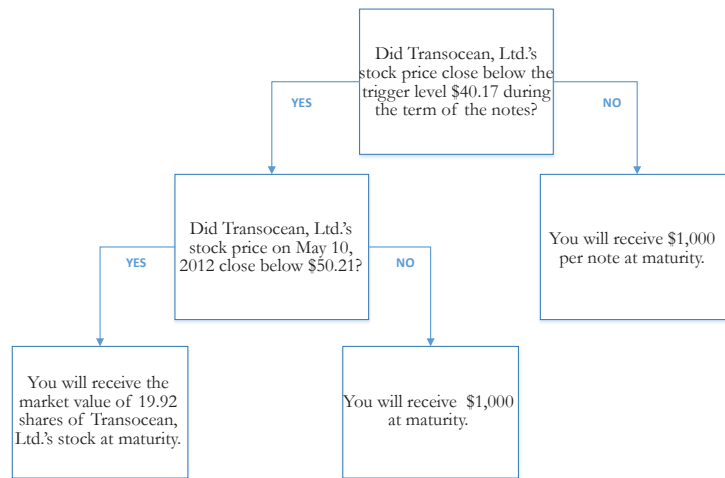 Did Transocean, Ltd.'s
stock price close below the
trigger level $40.17 during
the term of the notes?
YES
NO
Did Transocean, Ltd.'s
stock price on May 10,
2012 close below $50.21?
You will receive $1,000
per note at maturity.
YES
NO
You will receive the
market value of 19.92
shares of Transocean,
Ltd.'s stock at maturity.
You will receive $1,000
at maturity.